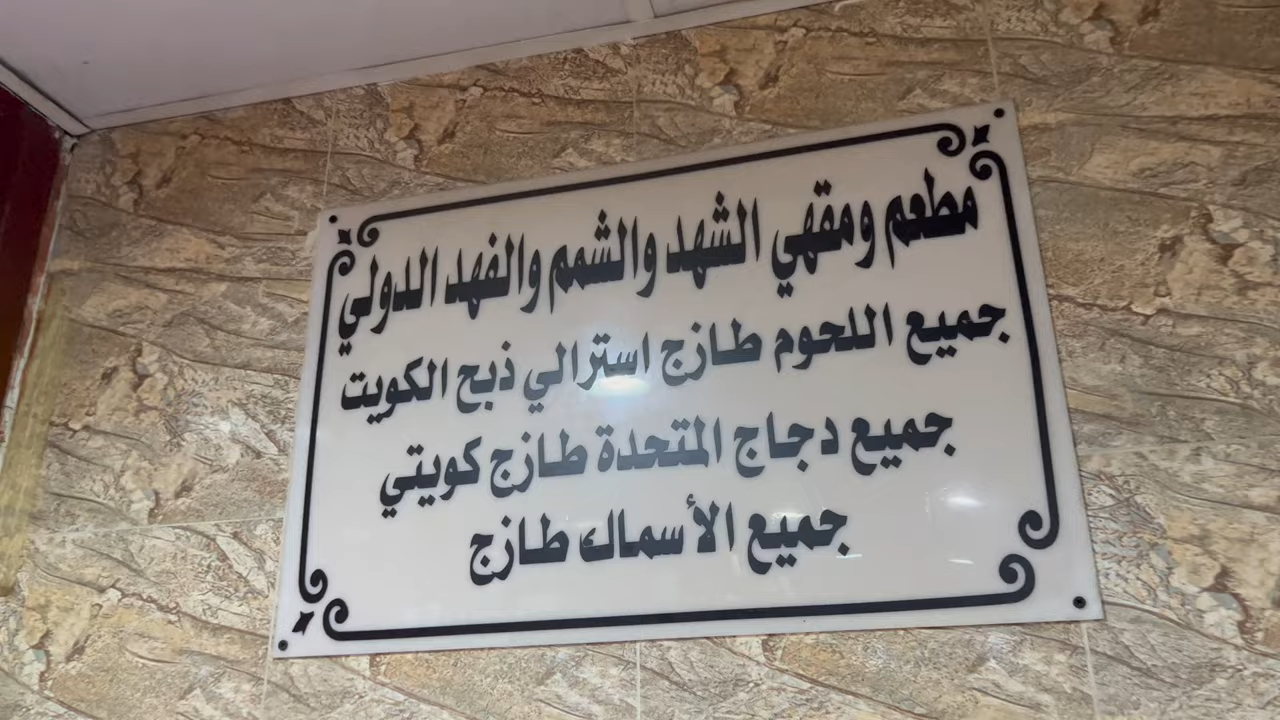 مطعم ومقهي الشهد والشمم والفهد الدولي
جميع اللحوم طازج استرالي ذبح الكويت
جميع دجاج المتحدة طازج كويتي
جميع الأسماك طازج